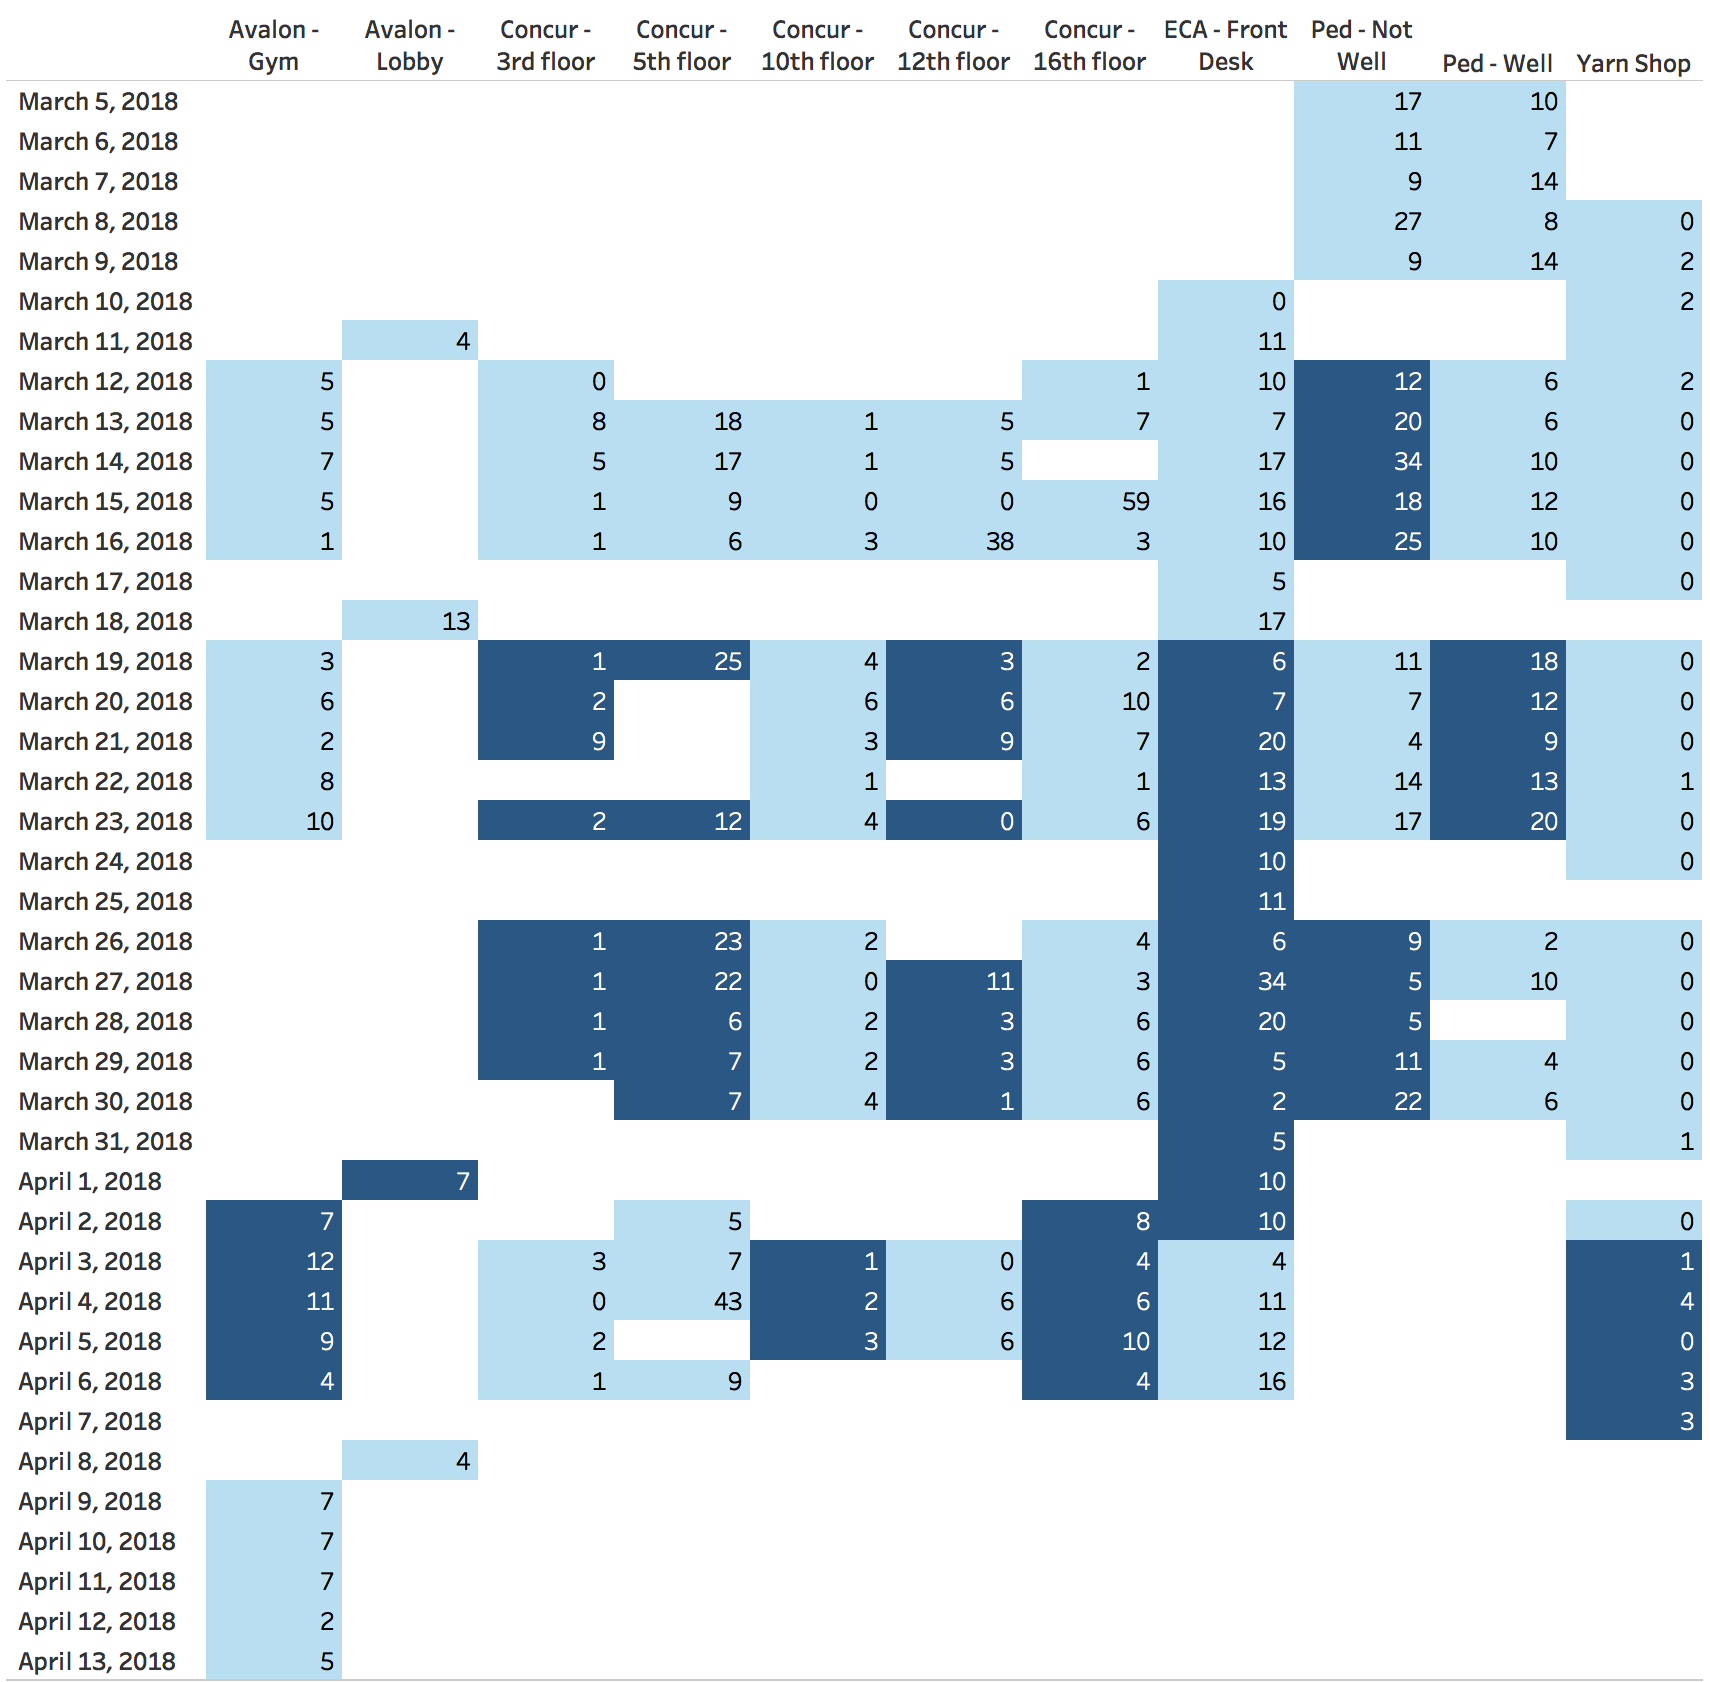 Avalon - Avalon - Concur - Concur - Concur - Concur - Concur - ECA - Front Ped - Not
Gym Lobby 3rd floor 5th floor 10th floor 12th floor 16th floor Desk Well Ped - Well Yarn Shop
March 5, 2018 17 10
March 6, 2018 11 7
March 7, 2018 9 14
March 8, 2018 27 8 0
March 9, 2018 9 14 2
March 10, 2018 0 2
March 11, 2018 4 11
March 12, 2018 5 0 1 10 12 6 2
March 13, 2018 5 8 18 1 5 7 7 20 6 0
March 14, 2018 7 5 17 1 5 17 34 10 0
March 15, 2018 5 1 9 0 0 59 16 18 12 0
March 16, 2018 1 1 6 3 38 3 10 25 10 0
March 17, 2018 5 0
March 18, 2018 13 17
March 19, 2018 3 1 25 4 3 2 6 11 18 0
March 20, 2018 6 2 6 6 10 7 7 12 0
March 21, 2018 2 9 3 9 7 20 4 9 0
March 22, 2018 8 1 1 13 14 13 1
March 23, 2018 10 2 12 4 0 6 19 17 20 0
March 24, 2018 10 0
March 25, 2018 11
March 26, 2018 1 23 2 4 6 9 2 0
March 27, 2018 1 22 0 11 3 34 5 10 0
March 28, 2018 1 6 2 3 6 20 5 0
March 29, 2018 1 7 2 3 6 5 11 4 0
March 30, 2018 7 4 1 6 2 22 6 0
March 31, 2018 5 1
April 1, 2018 7 10
April 2, 2018 7 5 8 10 0
April 3, 2018 12 3 7 1 0 4 4 1
April 4, 2018 11 0 43 2 6 6 11 4
April 5, 2018 9 2 3 6 10 12 0
April 6, 2018 4 1 9 4 16 3
April 7, 2018 3
April 8, 2018 4
April 9, 2018 7
April 10, 2018 7
April 11, 2018 7
April 12, 2018 2
April 13, 2018 5